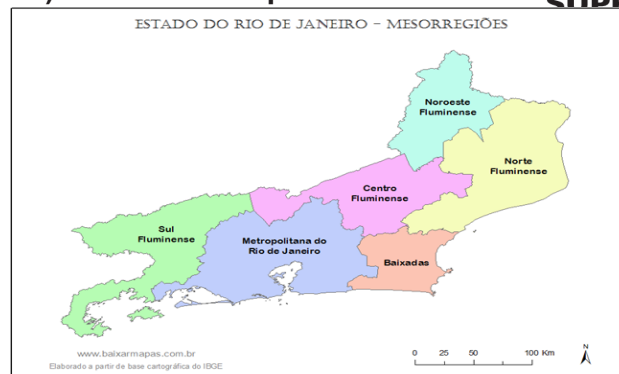 ESTADO DO RIO DE JANEIRO - MESORREGIÕES
Noroeste
Fluminense
Norte
Fluminense
Centro
Fluminense
Sul
Fluminense
Metropolitana do
Rio de Janeiro
Baixadas
www.baixarmapas.com.br
Elaborado a partir de base cartográfica do IBGE
0 25 50 100 Km
N